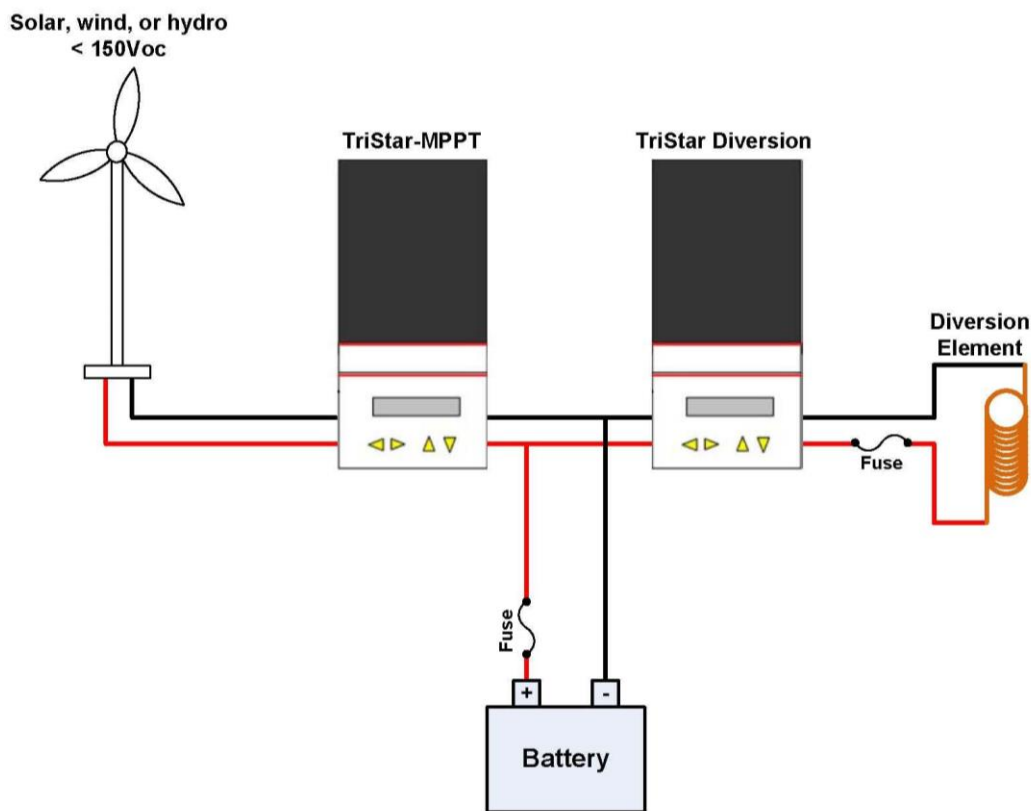 Solar, wind, or hydro
< 150Voc
TriStar-MPPT
TriStar Diversion
Diversion
Element
Fuse
Fuse
+
-
Battery